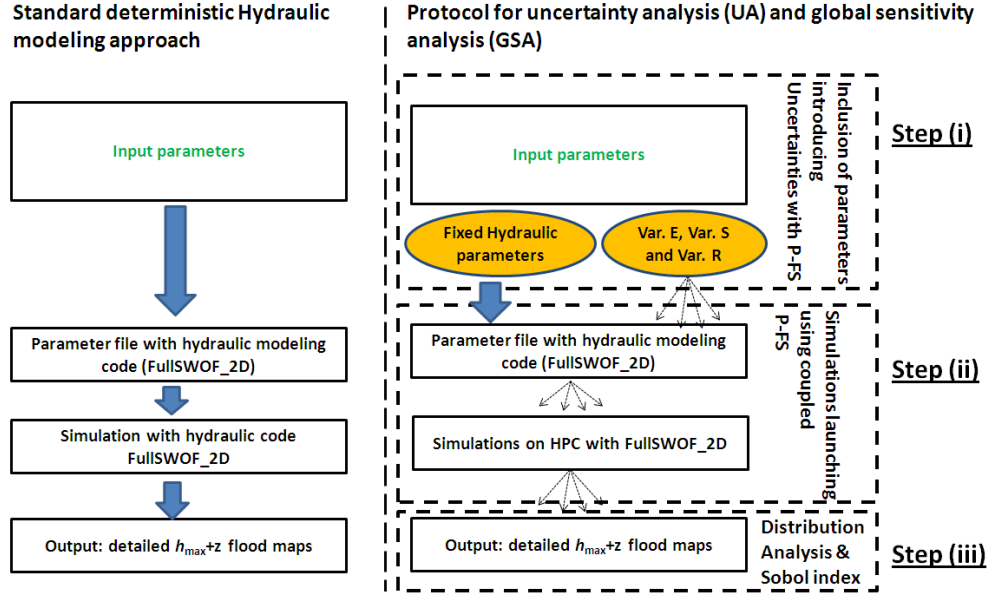 Standard deterministic Hydraulic
modeling approach
Input parameters
Parameter file with hydraulic modeling
code (FullSWOF_2D)
Simulation with hydraulic code
FullSWOF_2D
Output: detailed hmax+z flood maps
Protocol for uncertainty analysis (UA) and global sensitivity
analysis (GSA)
Input parameters
Fixed Hydraulic
parameters
Var. E, Var. S
and Var. R
Inclusion of parameters
introducing
Uncertainties with P-FS
Step (i)
Parameter file with hydraulic modeling
code (FullSWOF_2D)
Simulations on HPC with FullSWOF_2D
Simulations launching
using coupled
P-FS
Step (ii)
Output: detailed hmax+z flood maps
Distribution
Analysis &
Sobol index
Step (iii)